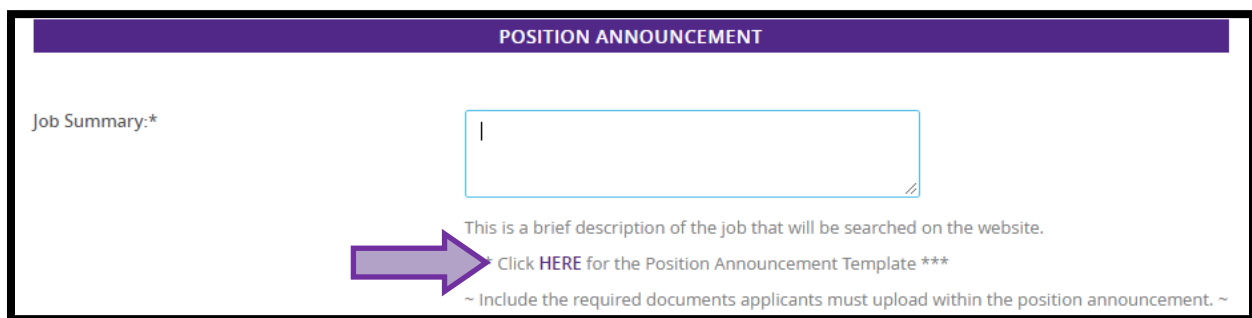 POSITION ANNOUNCEMENT
Job Summary:*
This is a brief description of the job that will be searched on the website.
* Click HERE for the Position Announcement Template ***
~ Include the required documents applicants must upload within the position announcement. ~